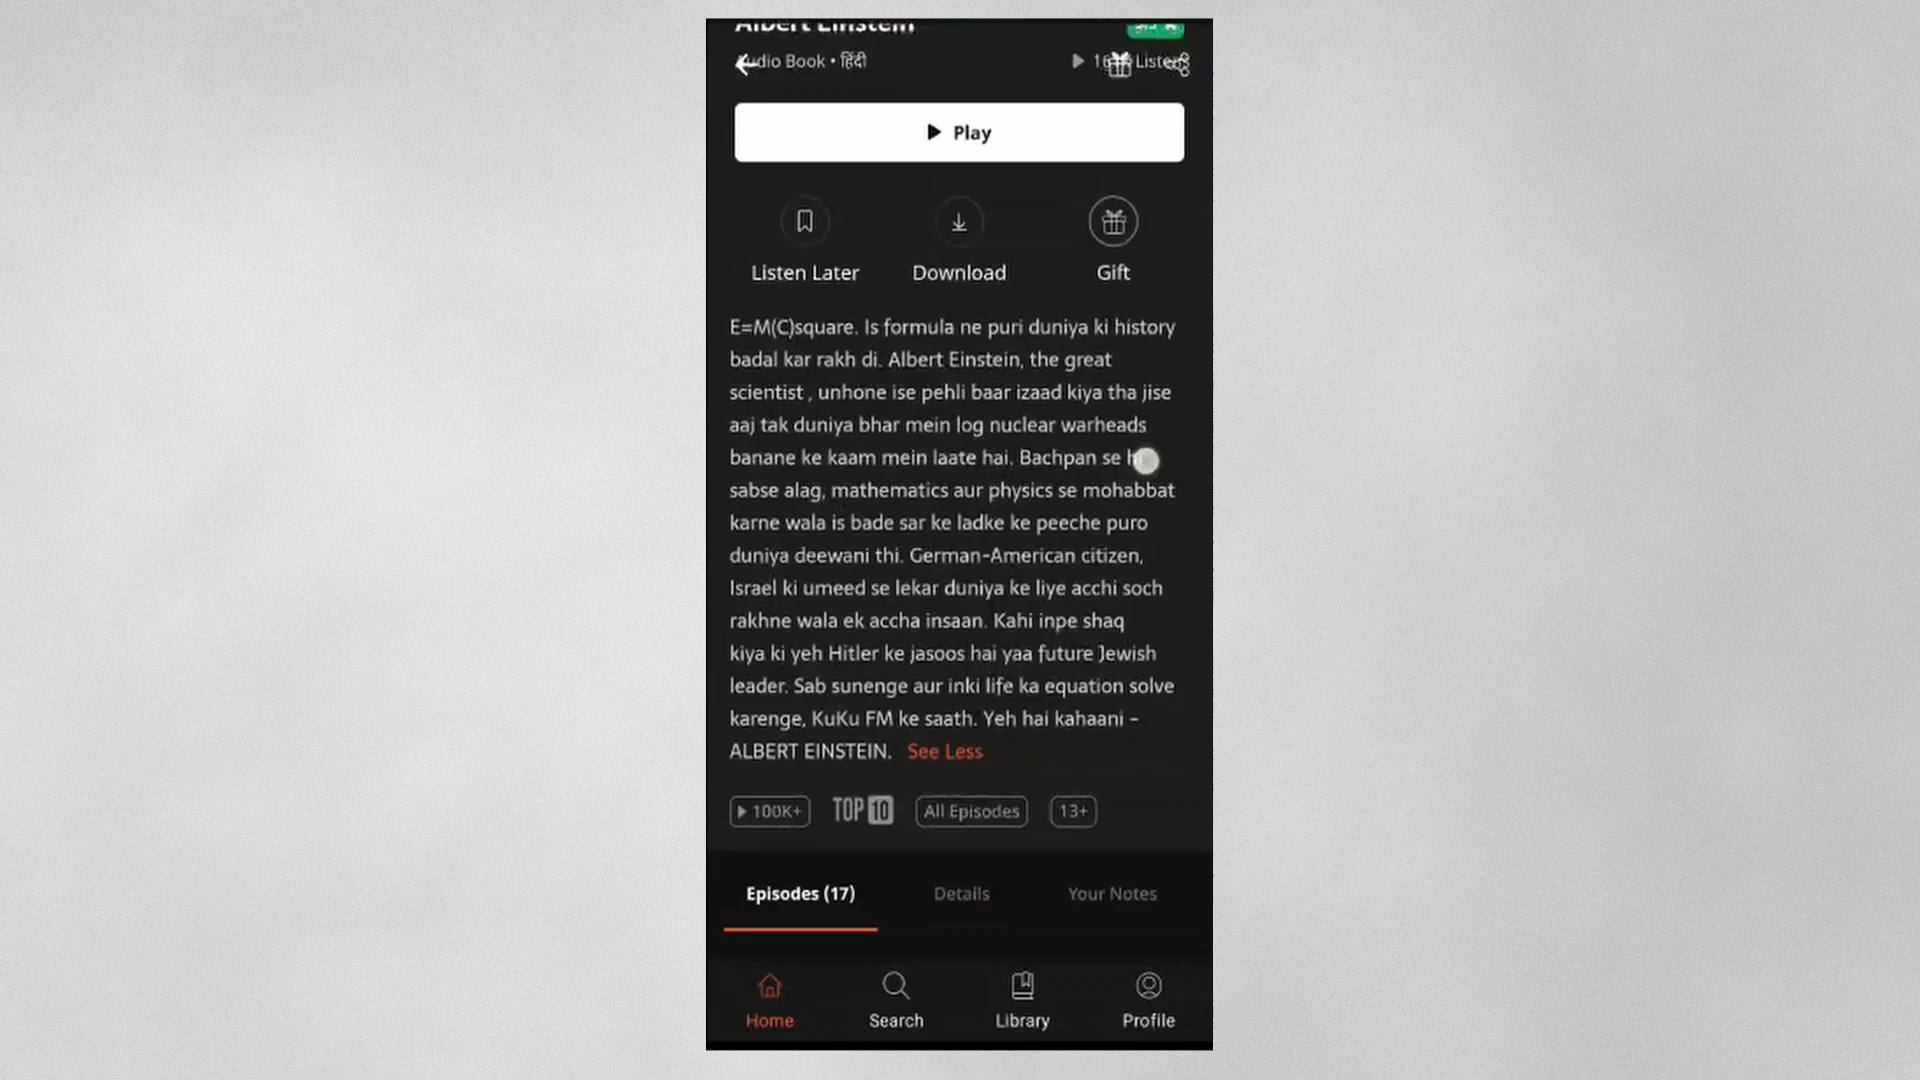 Albert Einstein
Audio Book • हिंदी
Listens
Play
Listen Later
Download
Gift
E=M(C)square. Is formula ne puri duniya ki history
badal kar rakh di. Albert Einstein, the great
scientist , unhone ise pehli baar izaad kiya tha jise
aaj tak duniya bhar mein log nuclear warheads
banane ke kaam mein laate hai. Bachpan se hi
sabse alag, mathematics aur physics se mohabbat
karne wala is bade sar ke ladke ke peeche puro
duniya deewani thi. German-American citizen,
Israel ki umeed se lekar duniya ke liye acchi soch
rakhne wala ek accha insaan. Kahi inpe shaq
kiya ki yeh Hitler ke jasoos hai yaa future Jewish
leader. Sab sunenge aur inki life ka equation solve
karenge, KuKu FM ke saath. Yeh hai kahaani -
ALBERT EINSTEIN. See Less
100K+ TOP 10 All Episodes 13+
Episodes (17)
Details
Your Notes
Home
Search
Library
Profile